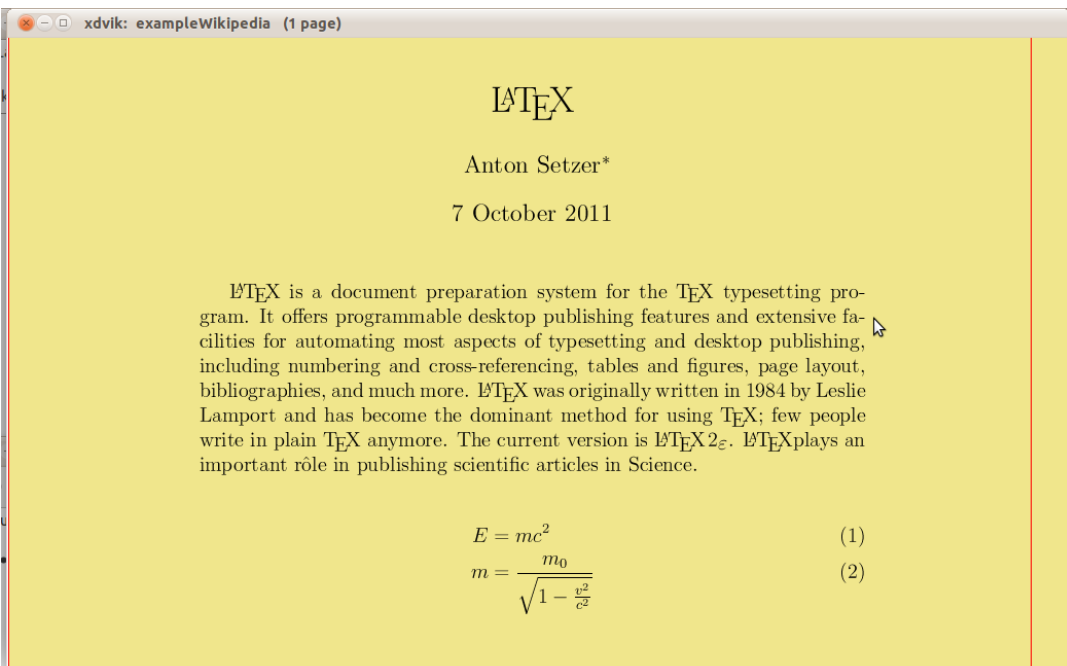 xdvik: exampleWikipedia (1 page)
LATEX
Anton Setzer*
7 October 2011
LATEX is a document preparation system for the TEX typesetting pro-
gram. It offers programmable desktop publishing features and extensive fa-
cilities for automating most aspects of typesetting and desktop publishing,
including numbering and cross-referencing, tables and figures, page layout,
bibliographies, and much more. LATEX was originally written in 1984 by Leslie
Lamport and has become the dominant method for using TEX; few people
write in plain TEX anymore. The current version is LATEX 2ε. LATEXplays an
important rôle in publishing scientific articles in Science.
E = mc² (1)
m = m₀ / √(1 − v²/c²) (2)